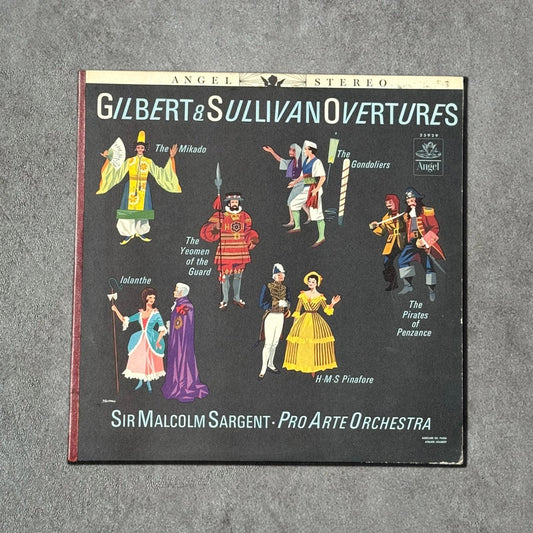 ANGEL STEREO
GILBERT & SULLIVAN OVERTURES
35929
Angel
The Mikado
The
Gondoliers
The
Yeomen
of the
Guard
The
Pirates
of
Penzance
Iolanthe
H·M·S Pinafore
SIR MALCOLM SARGENT · PRO ARTE ORCHESTRA